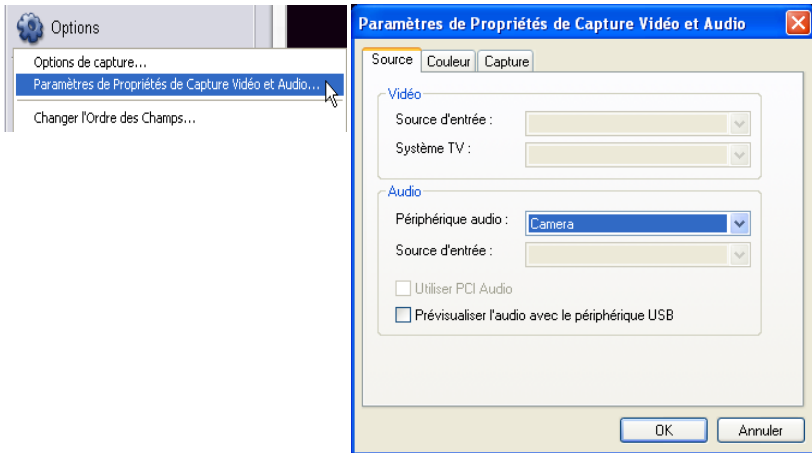 Options
Options de capture...
Paramètres de Propriétés de Capture Vidéo et Audio...
Changer l'Ordre des Champs...
Paramètres de Propriétés de Capture Vidéo et Audio
Source Couleur Capture
Vidéo
Source d'entrée :
Système TV :
Audio
Périphérique audio : Camera
Source d'entrée :
Utiliser PCI Audio
Prévisualiser l'audio avec le périphérique USB
OK Annuler